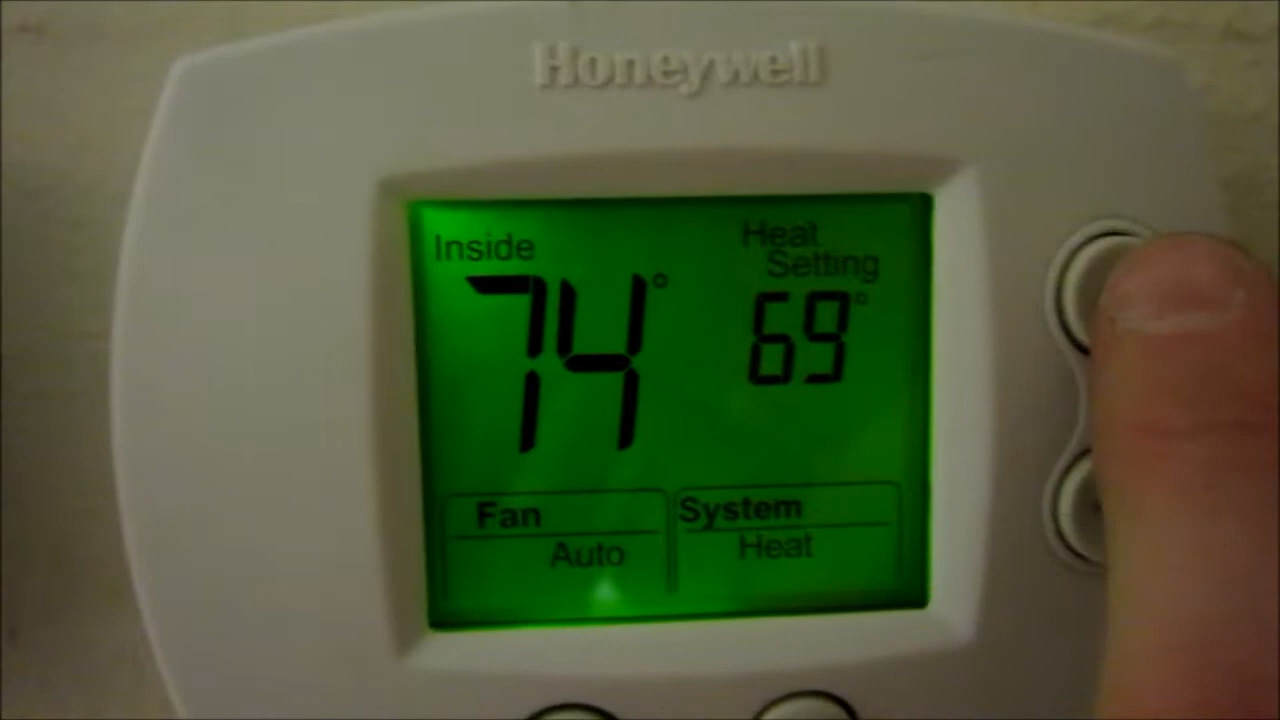 Honeywell
Inside
74°
Heat
Setting
69°
Fan
Auto
System
Heat